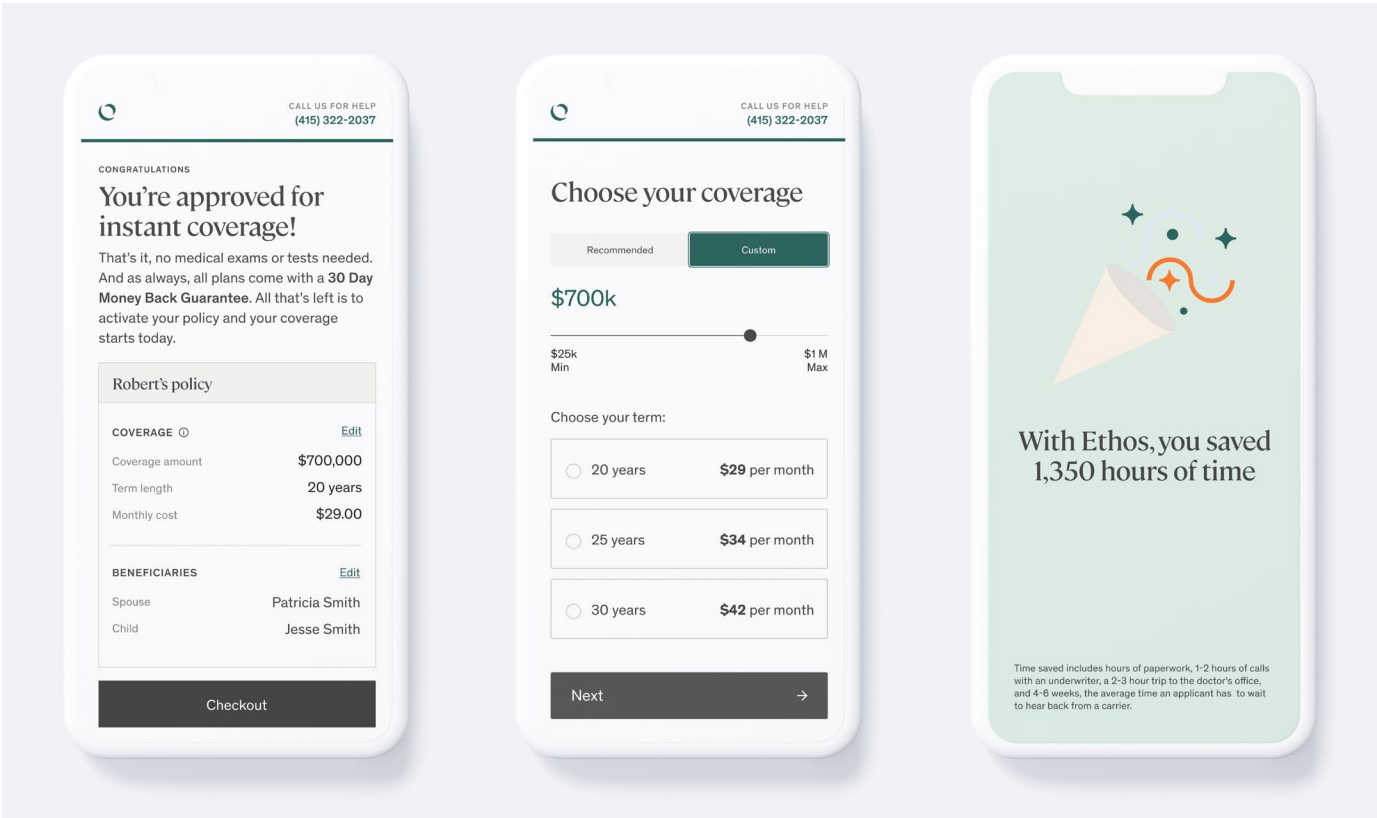 CALL US FOR HELP
(415) 322-2037
CONGRATULATIONS
You're approved for
instant coverage!
That's it, no medical exams or tests needed.
And as always, all plans come with a 30 Day
Money Back Guarantee. All that's left is to
activate your policy and your coverage
starts today.
Robert's policy
COVERAGE Edit
Coverage amount $700,000
Term length 20 years
Monthly cost $29.00
BENEFICIARIES Edit
Spouse Patricia Smith
Child Jesse Smith
Checkout
CALL US FOR HELP
(415) 322-2037
Choose your coverage
Recommended Custom
$700k
$25k $1 M
Min Max
Choose your term:
20 years $29 per month
25 years $34 per month
30 years $42 per month
Next
With Ethos, you saved
1,350 hours of time
Time saved includes hours of paperwork, 1-2 hours of calls
with an underwriter, a 2-3 hour trip to the doctor's office,
and 4-6 weeks, the average time an applicant has to wait
to hear back from a carrier.